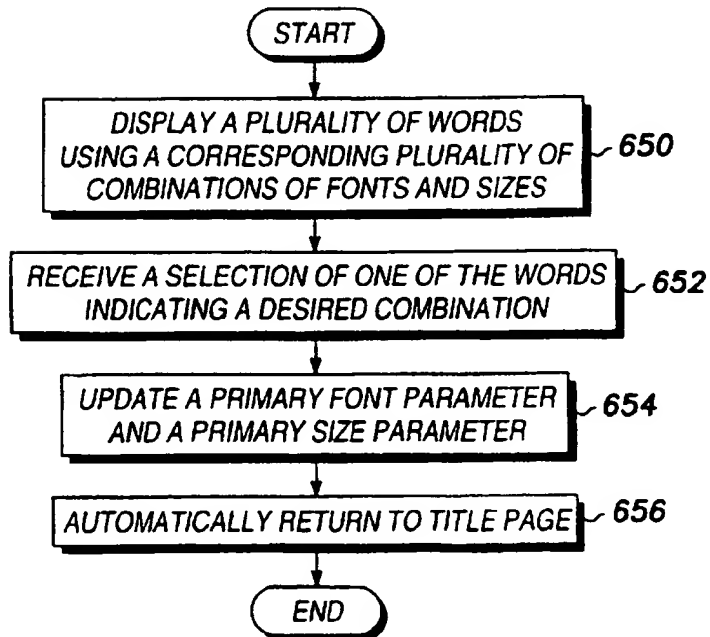 START
DISPLAY A PLURALITY OF WORDS
USING A CORRESPONDING PLURALITY OF
COMBINATIONS OF FONTS AND SIZES
650
RECEIVE A SELECTION OF ONE OF THE WORDS
INDICATING A DESIRED COMBINATION
652
UPDATE A PRIMARY FONT PARAMETER
AND A PRIMARY SIZE PARAMETER
654
AUTOMATICALLY RETURN TO TITLE PAGE
656
END